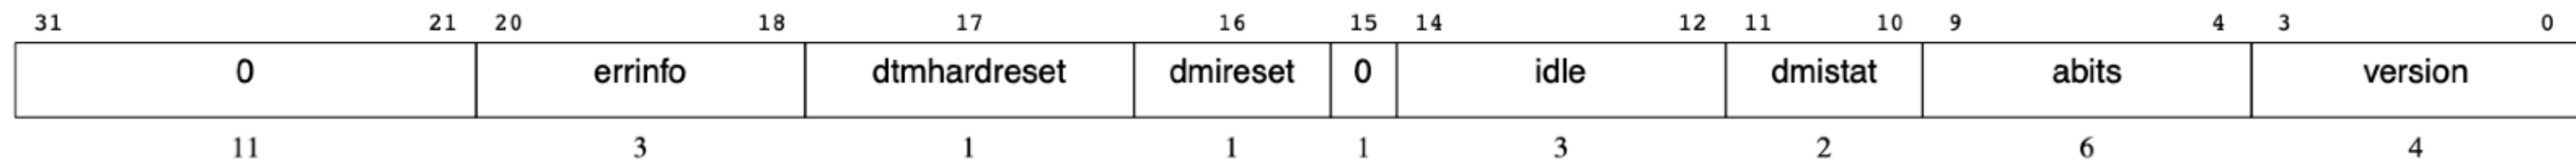 31 21 20 18 17 16 15 14 12 11 10 9 4 3 0
0 errinfo dtmhardreset dmireset 0 idle dmistat abits version
11 3 1 1 1 3 2 6 4